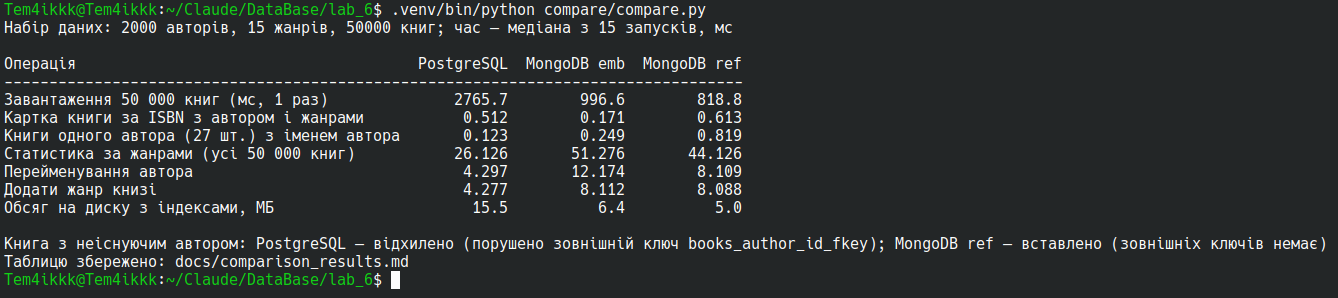 Tem4ikkk@Tem4ikkk:~/Claude/DataBase/lab_6$ .venv/bin/python compare/compare.py
Набір даних: 2000 авторів, 15 жанрів, 50000 книг; час — медіана з 15 запусків, мс
Операція PostgreSQL MongoDB emb MongoDB ref
--------------------------------------------------------------------------------
Завантаження 50 000 книг (мс, 1 раз) 2765.7 996.6 818.8
Картка книги за ISBN з автором і жанрами 0.512 0.171 0.613
Книги одного автора (27 шт.) з іменем автора 0.123 0.249 0.819
Статистика за жанрами (усі 50 000 книг) 26.126 51.276 44.126
Перейменування автора 4.297 12.174 8.109
Додати жанр книзі 4.277 8.112 8.088
Обсяг на диску з індексами, МБ 15.5 6.4 5.0
Книга з неіснуючим автором: PostgreSQL — відхилено (порушено зовнішній ключ books_author_id_fkey); MongoDB ref — вставлено (зовнішніх ключів немає)
Таблицю збережено: docs/comparison_results.md
Tem4ikkk@Tem4ikkk:~/Claude/DataBase/lab_6$